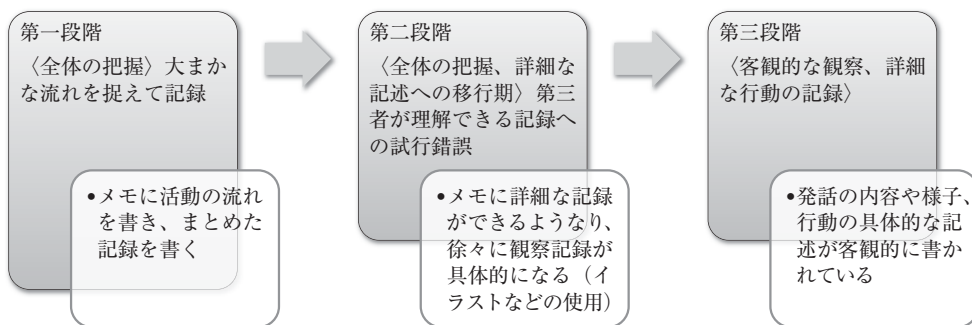 第一段階
〈全体の把握〉大まか
な流れを捉えて記録
•メモに活動の流れ
を書き、まとめた
記録を書く
第二段階
〈全体の把握、詳細な
記述への移行期〉第三
者が理解できる記録へ
の試行錯誤
•メモに詳細な記録
ができるようなり、
徐々に観察記録が
具体的になる（イ
ラストなどの使用）
第三段階
〈客観的な観察、詳細
な行動の記録〉
•発話の内容や様子、
行動の具体的な記
述が客観的に書か
れている